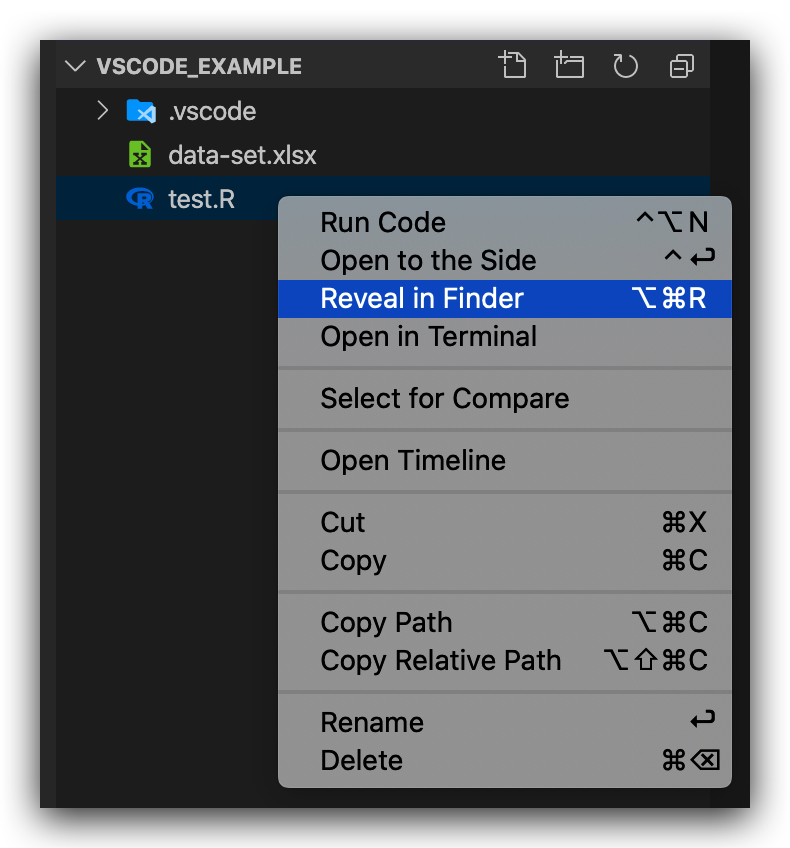 VSCODE_EXAMPLE
.vscode
data-set.xlsx
test.R
Run Code ^⌥N
Open to the Side ^↩
Reveal in Finder ⌥⌘R
Open in Terminal
Select for Compare
Open Timeline
Cut ⌘X
Copy ⌘C
Copy Path ⌥⌘C
Copy Relative Path ⌥⇧⌘C
Rename ↩
Delete ⌘⌫